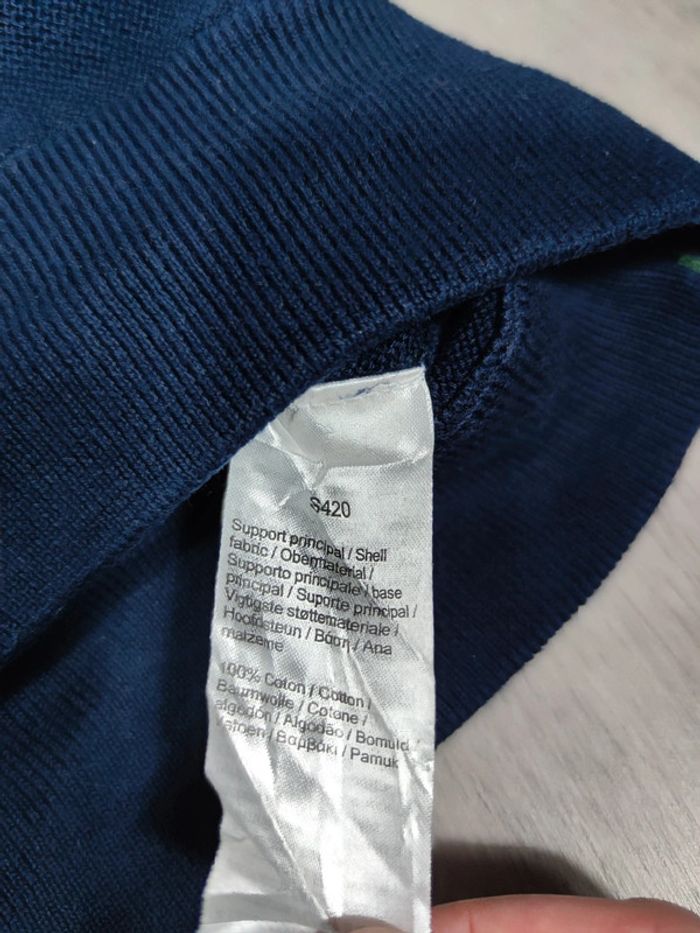 S420
Support principal / Shell
fabric / Obermaterial /
Supporto principale / base
principal / Suporte principal /
Vigtigste støttemateriale /
Hoofdsteun / Βάση / Ana
malzeme
100% Coton / Cotton /
Baumwolle / Cotone /
algodón / Algodão / Bomuld /
Katoen / Βαμβάκι / Pamuk